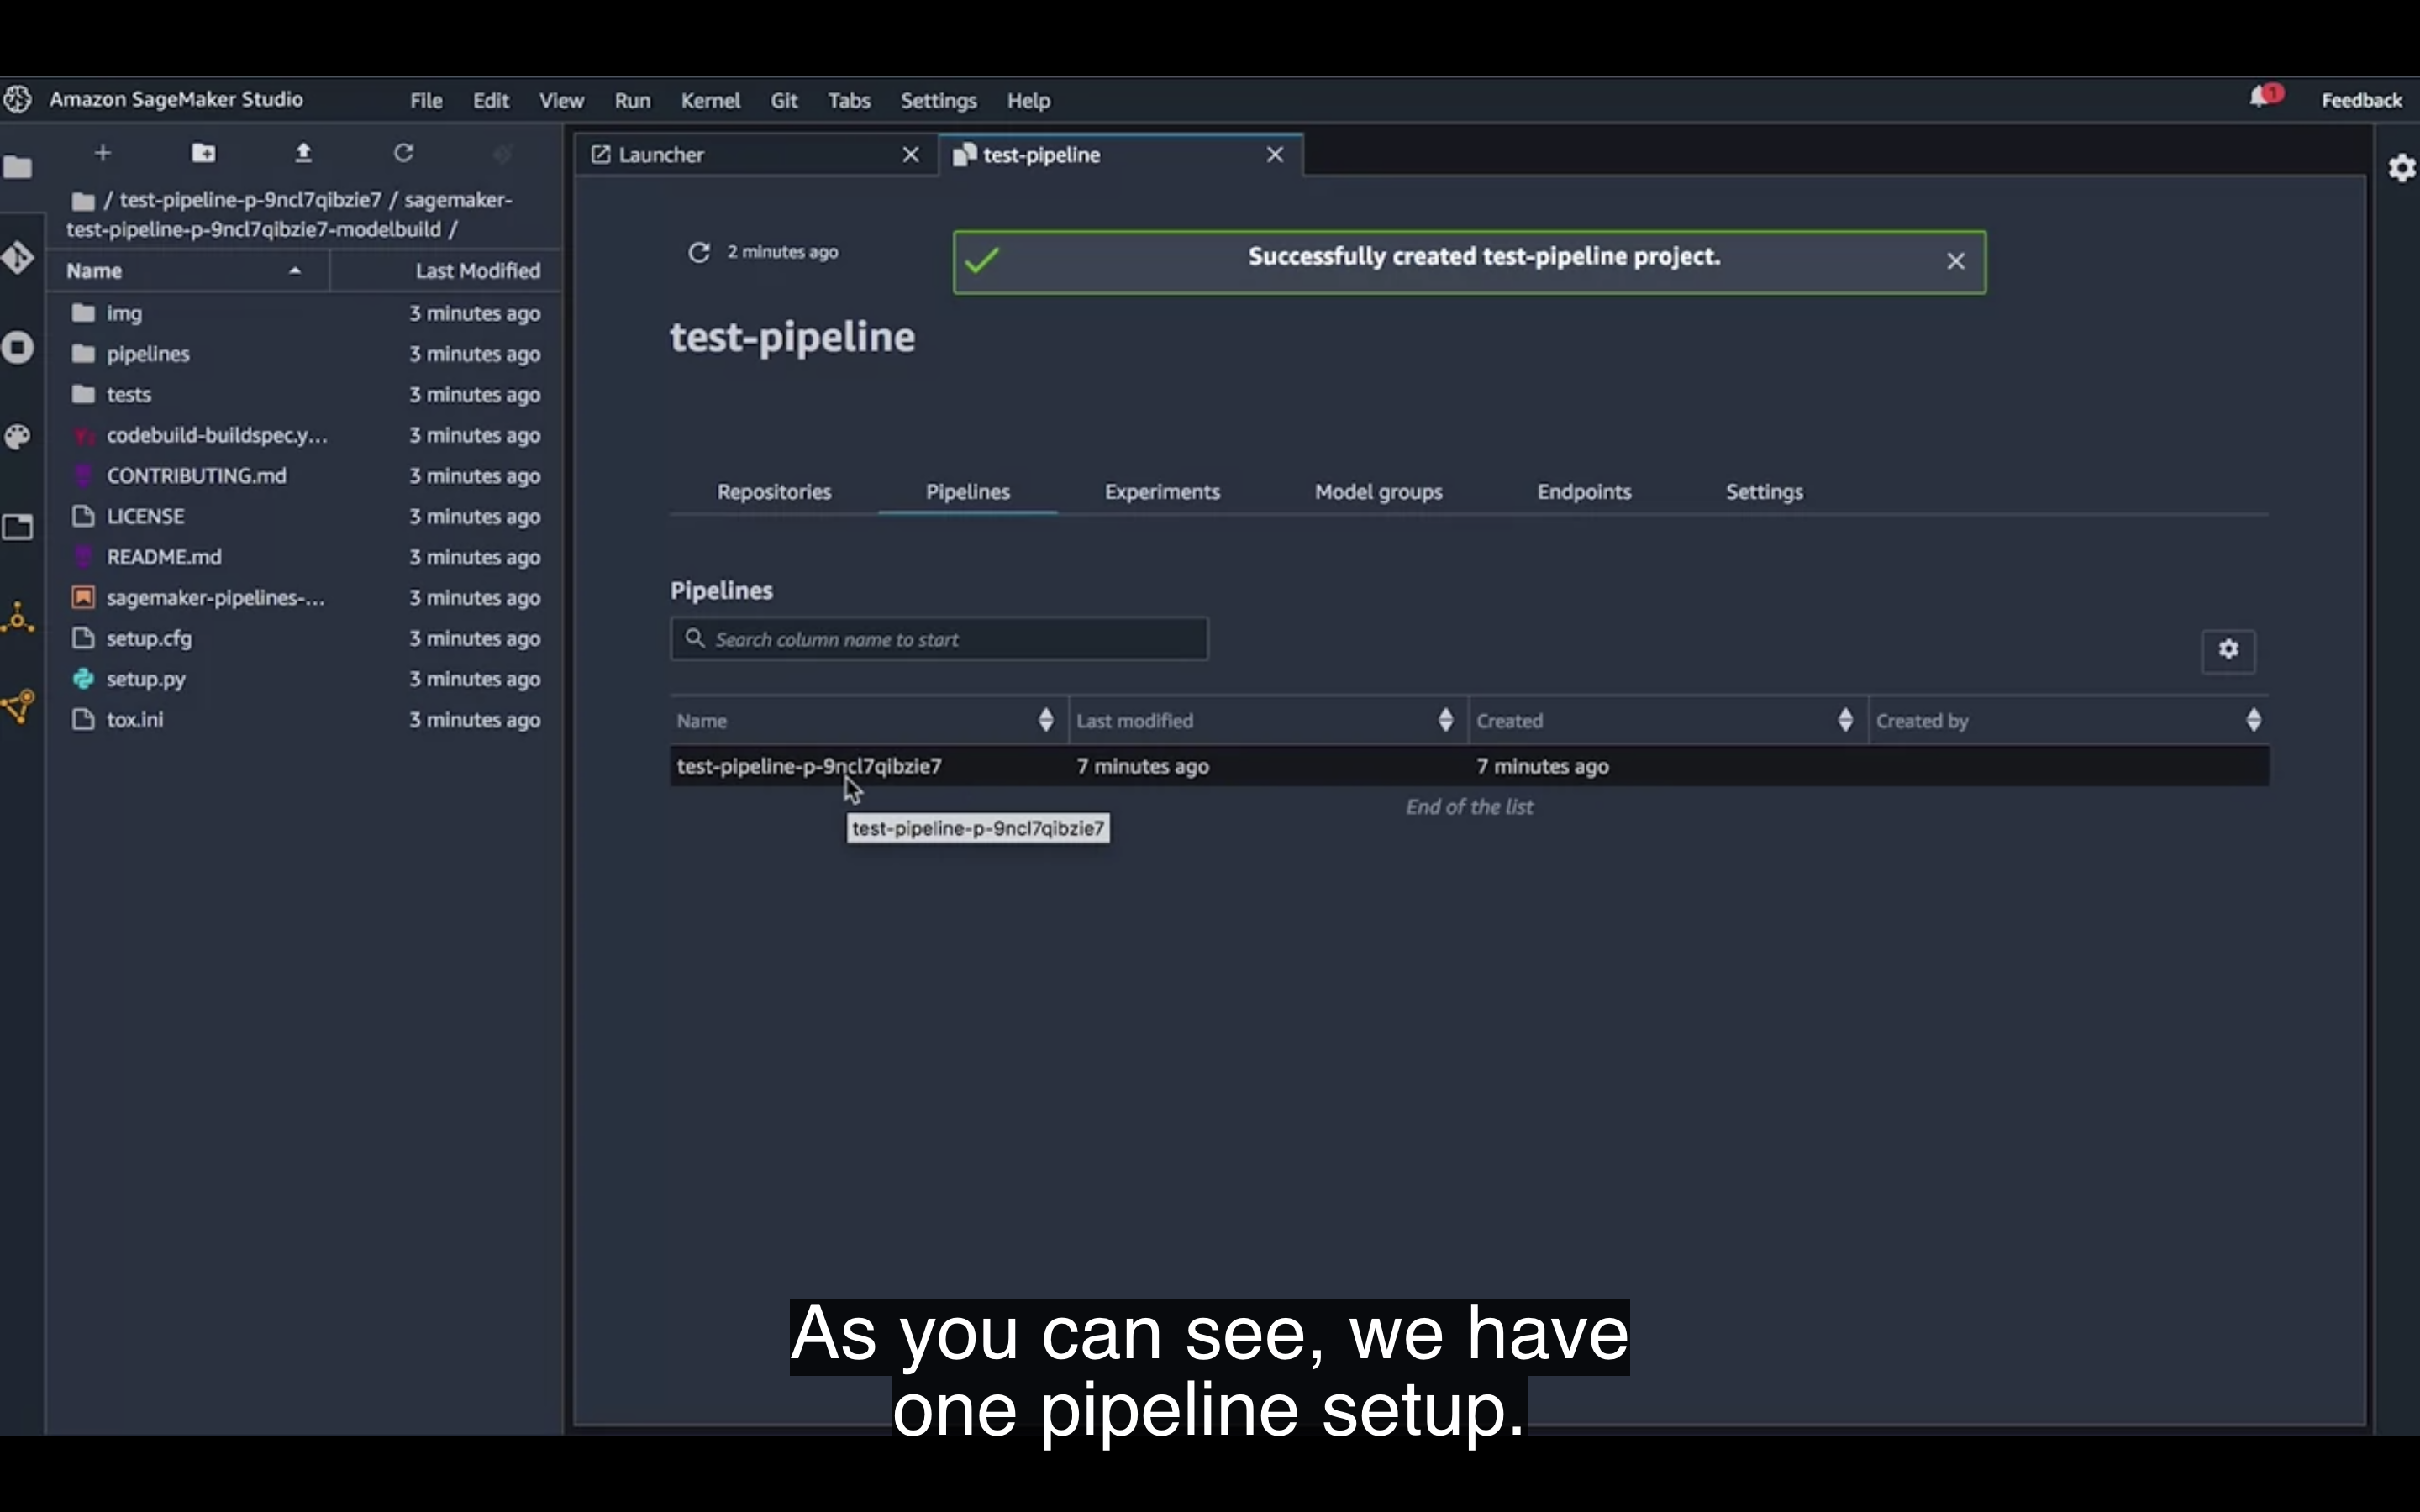 Amazon SageMaker Studio File Edit View Run Kernel Git Tabs Settings Help 1 Feedback
/ test-pipeline-p-9ncl7qibzie7 / sagemaker-
test-pipeline-p-9ncl7qibzie7-modelbuild /
Name Last Modified
img 3 minutes ago
pipelines 3 minutes ago
tests 3 minutes ago
codebuild-buildspec.y... 3 minutes ago
CONTRIBUTING.md 3 minutes ago
LICENSE 3 minutes ago
README.md 3 minutes ago
sagemaker-pipelines-... 3 minutes ago
setup.cfg 3 minutes ago
setup.py 3 minutes ago
tox.ini 3 minutes ago
Launcher test-pipeline
2 minutes ago Successfully created test-pipeline project.
test-pipeline
Repositories Pipelines Experiments Model groups Endpoints Settings
Pipelines
Search column name to start
Name Last modified Created Created by
test-pipeline-p-9ncl7qibzie7 7 minutes ago 7 minutes ago
End of the list
test-pipeline-p-9ncl7qibzie7
As you can see, we have
one pipeline setup.